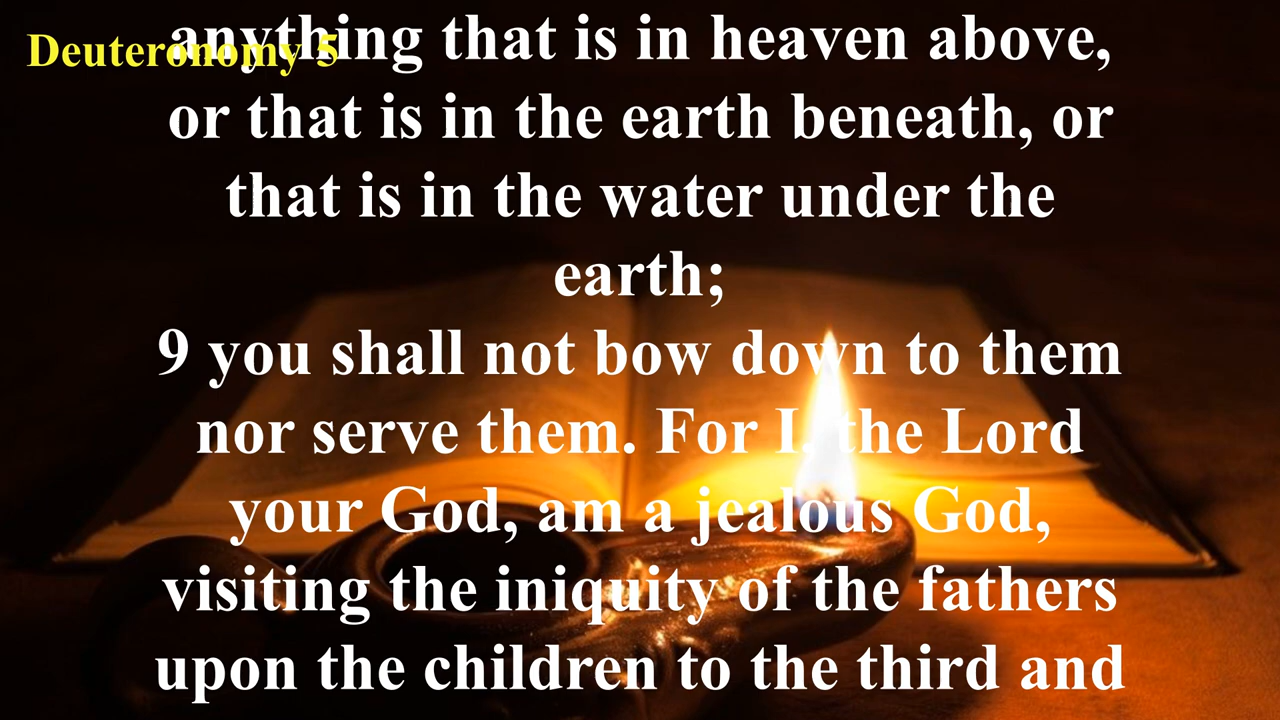 Deuteronomy 5
anything that is in heaven above,
or that is in the earth beneath, or
that is in the water under the
earth;
9 you shall not bow down to them
nor serve them. For I, the Lord
your God, am a jealous God,
visiting the iniquity of the fathers
upon the children to the third and